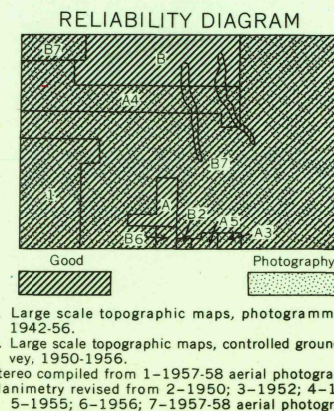 RELIABILITY DIAGRAM
B7
B
A4
B7
A
B2
A5
B6
A3
Good
Photography
Large scale topographic maps, photogramm
1942-56.
Large scale topographic maps, controlled groun
vey, 1950-1956.
tereo compiled from 1–1957-58 aerial photogra
lanimetry revised from 2–1950; 3–1952; 4–1
5–1955; 6–1956; 7–1957-58 aerial photogr